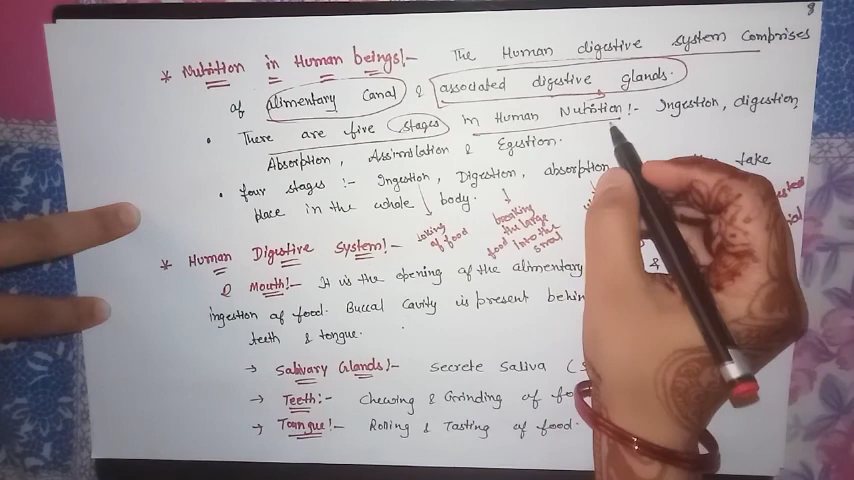 8
* Nutrition in Human beings!- The Human digestive system comprises
of alimentary Canal & associated digestive glands.
• There are five stages in Human Nutrition!- Ingestion, digestion,
Absorption, Assimilation & Egestion.
• four stages :- Ingestion, Digestion, absorption take
place in the whole body.
taking of food
breaking the large food Into the small
* Human Digestive System!-
& Mouth!- It is the opening of the alimentary &
ingestion of food. Buccal cavity is present behin
teeth & tongue.
→ Salivary Glands!- Secrete Saliva (S
→ Teeth:- Chewing & Grinding of fo
→ Toangue!- Rolling & Tasting of food.